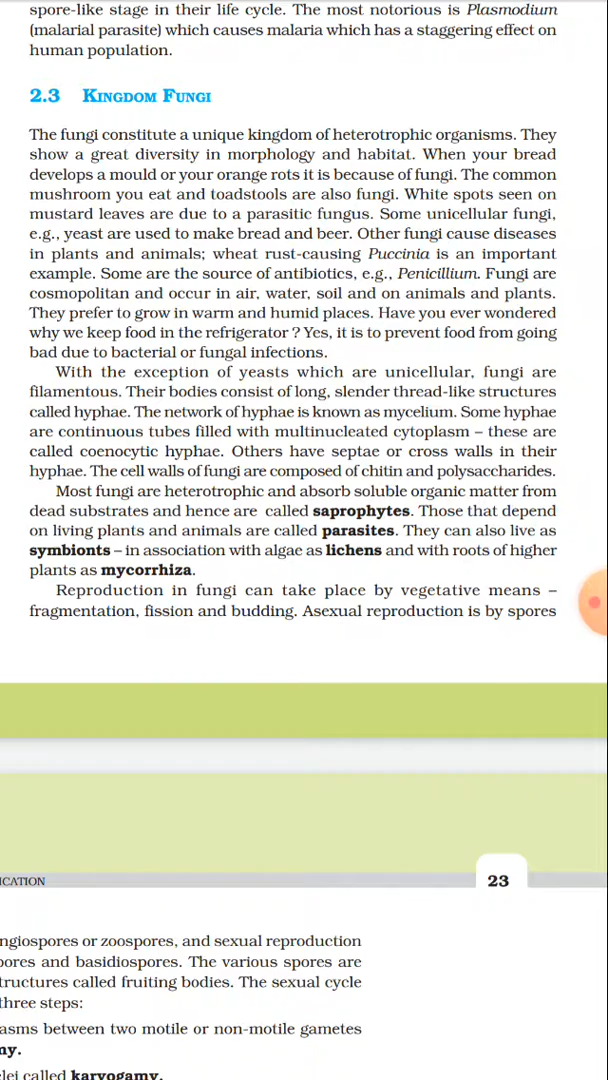 spore-like stage in their life cycle. The most notorious is Plasmodium
(malarial parasite) which causes malaria which has a staggering effect on
human population.
2.3 KINGDOM FUNGI
The fungi constitute a unique kingdom of heterotrophic organisms. They
show a great diversity in morphology and habitat. When your bread
develops a mould or your orange rots it is because of fungi. The common
mushroom you eat and toadstools are also fungi. White spots seen on
mustard leaves are due to a parasitic fungus. Some unicellular fungi,
e.g., yeast are used to make bread and beer. Other fungi cause diseases
in plants and animals; wheat rust-causing Puccinia is an important
example. Some are the source of antibiotics, e.g., Penicillium. Fungi are
cosmopolitan and occur in air, water, soil and on animals and plants.
They prefer to grow in warm and humid places. Have you ever wondered
why we keep food in the refrigerator ? Yes, it is to prevent food from going
bad due to bacterial or fungal infections.
With the exception of yeasts which are unicellular, fungi are
filamentous. Their bodies consist of long, slender thread-like structures
called hyphae. The network of hyphae is known as mycelium. Some hyphae
are continuous tubes filled with multinucleated cytoplasm – these are
called coenocytic hyphae. Others have septae or cross walls in their
hyphae. The cell walls of fungi are composed of chitin and polysaccharides.
Most fungi are heterotrophic and absorb soluble organic matter from
dead substrates and hence are called saprophytes. Those that depend
on living plants and animals are called parasites. They can also live as
symbionts – in association with algae as lichens and with roots of higher
plants as mycorrhiza.
Reproduction in fungi can take place by vegetative means –
fragmentation, fission and budding. Asexual reproduction is by spores
ICATION
23
ngiospores or zoospores, and sexual reproduction
pores and basidiospores. The various spores are
tructures called fruiting bodies. The sexual cycle
three steps:
asms between two motile or non-motile gametes
my.
lei called karyogamy.